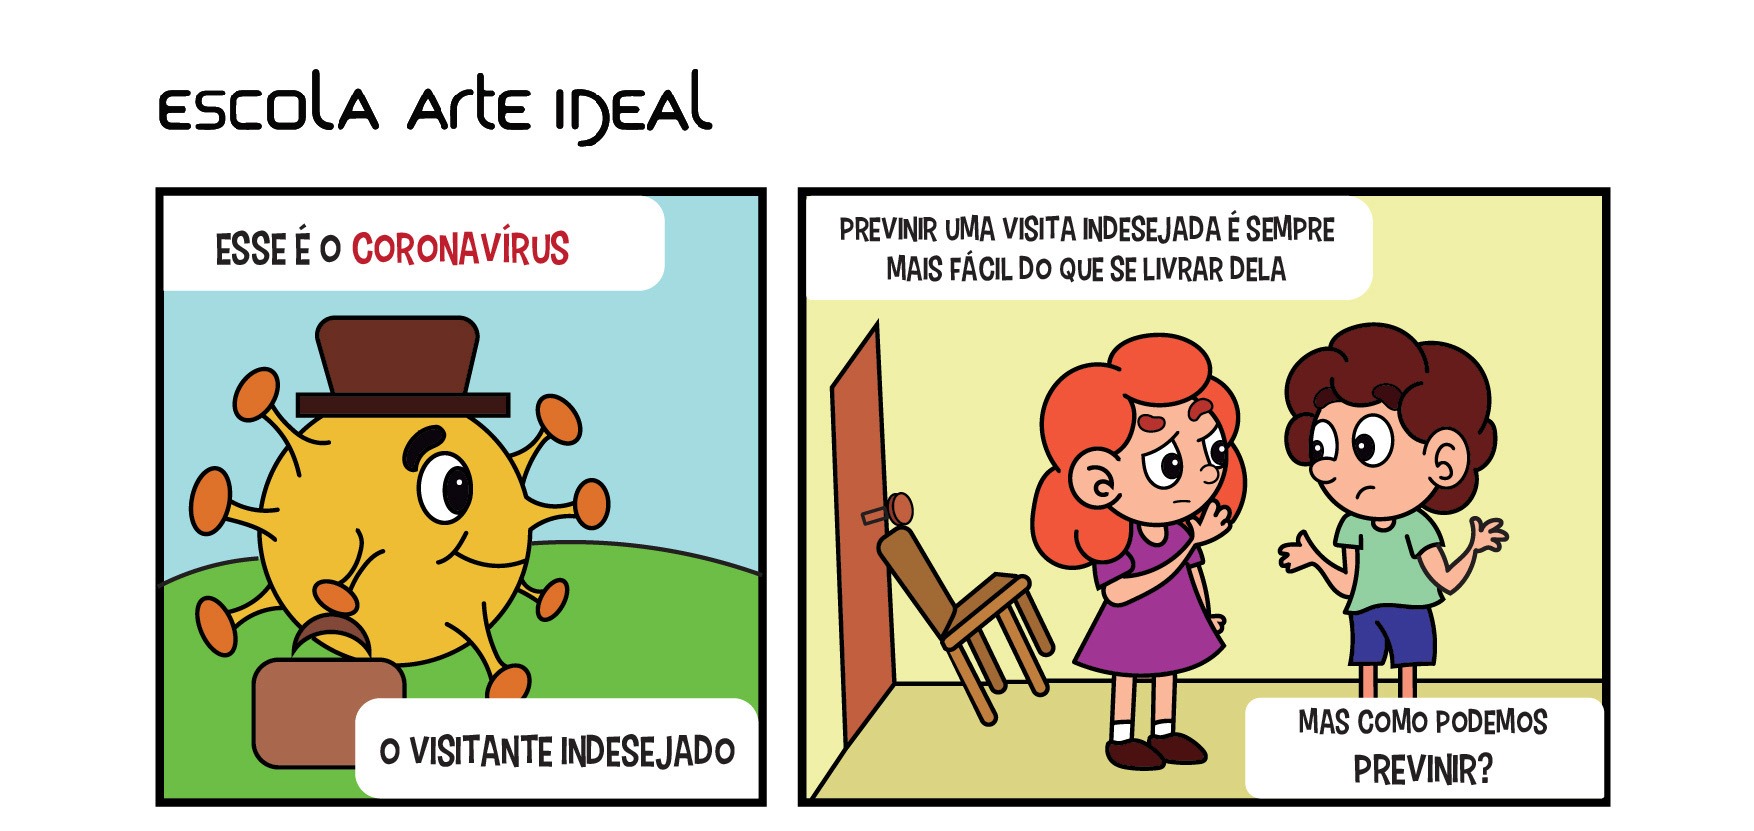 ESCOLA ARTE IDEAL
ESSE É O CORONAVÍRUS
O VISITANTE INDESEJADO
PREVINIR UMA VISITA INDESEJADA É SEMPRE
MAIS FÁCIL DO QUE SE LIVRAR DELA
MAS COMO PODEMOS
PREVINIR?